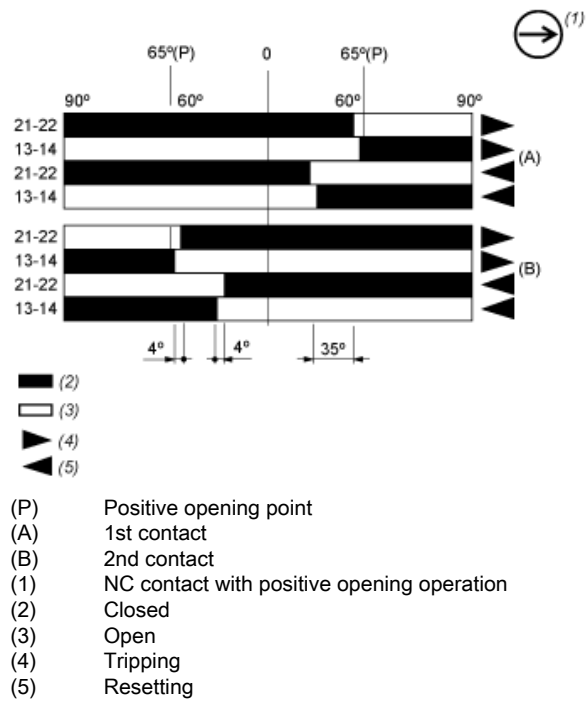 (1)
65º(P) 0 65º(P)
90º 60º 60º 90º
21-22
13-14
(A)
21-22
13-14
21-22
13-14
(B)
21-22
13-14
4º 4º 35º
(2)
(3)
(4)
(5)
(P) Positive opening point
(A) 1st contact
(B) 2nd contact
(1) NC contact with positive opening operation
(2) Closed
(3) Open
(4) Tripping
(5) Resetting